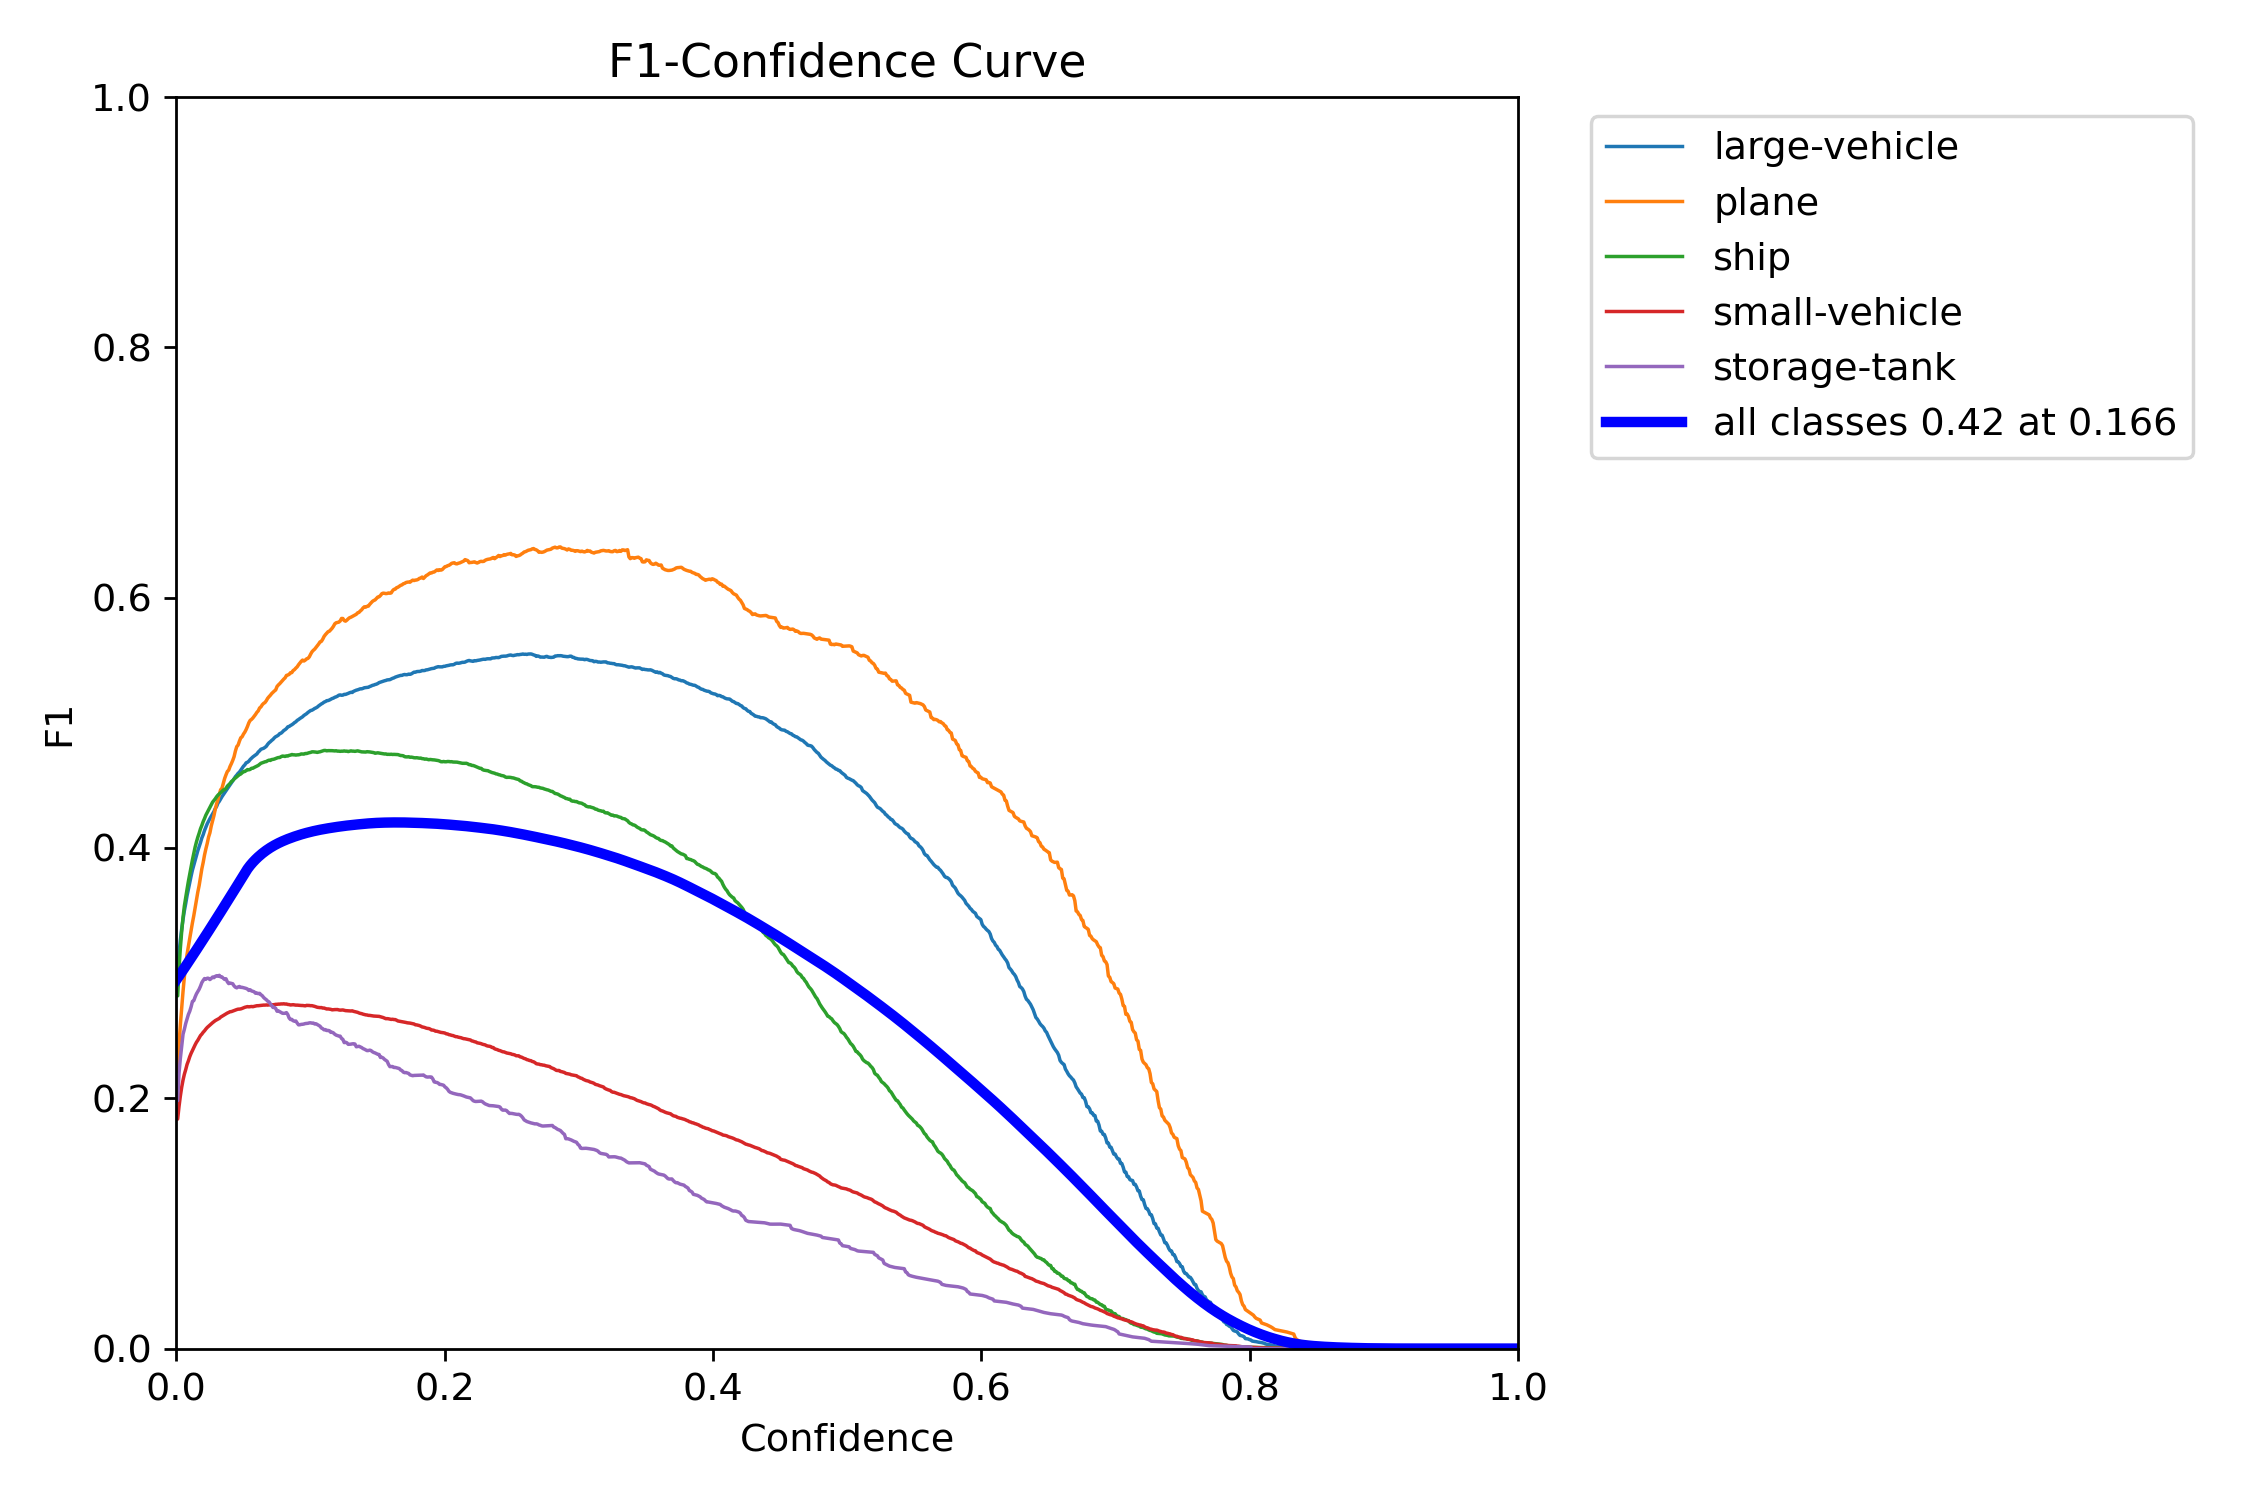 F1-Confidence Curve
1.0
0.8
0.6
0.4
0.2
0.0
F1
0.0 0.2 0.4 0.6 0.8 1.0
Confidence
large-vehicle
plane
ship
small-vehicle
storage-tank
all classes 0.42 at 0.166